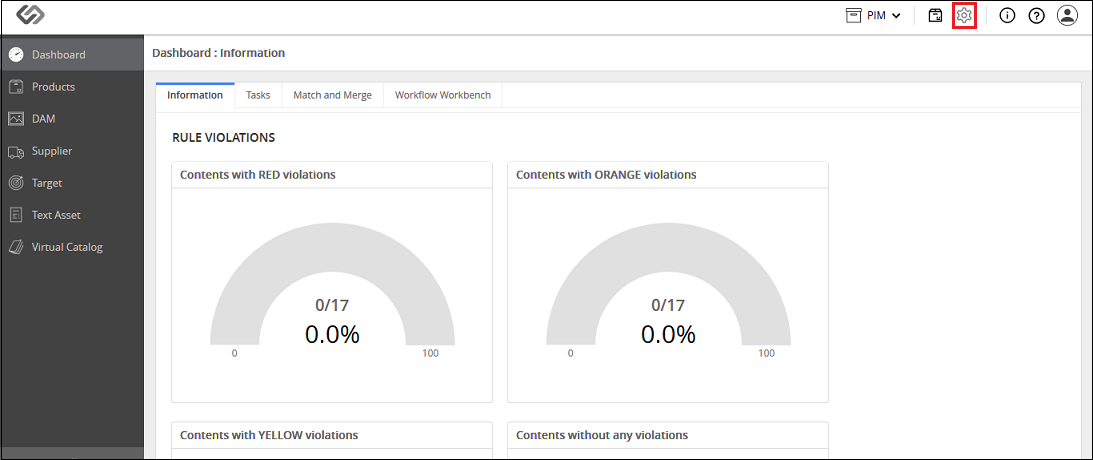 PIM
Dashboard
Products
DAM
Supplier
Target
Text Asset
Virtual Catalog
Dashboard : Information
Information Tasks Match and Merge Workflow Workbench
RULE VIOLATIONS
Contents with RED violations
0/17
0.0%
0 100
Contents with ORANGE violations
0/17
0.0%
0 100
Contents with YELLOW violations
Contents without any violations